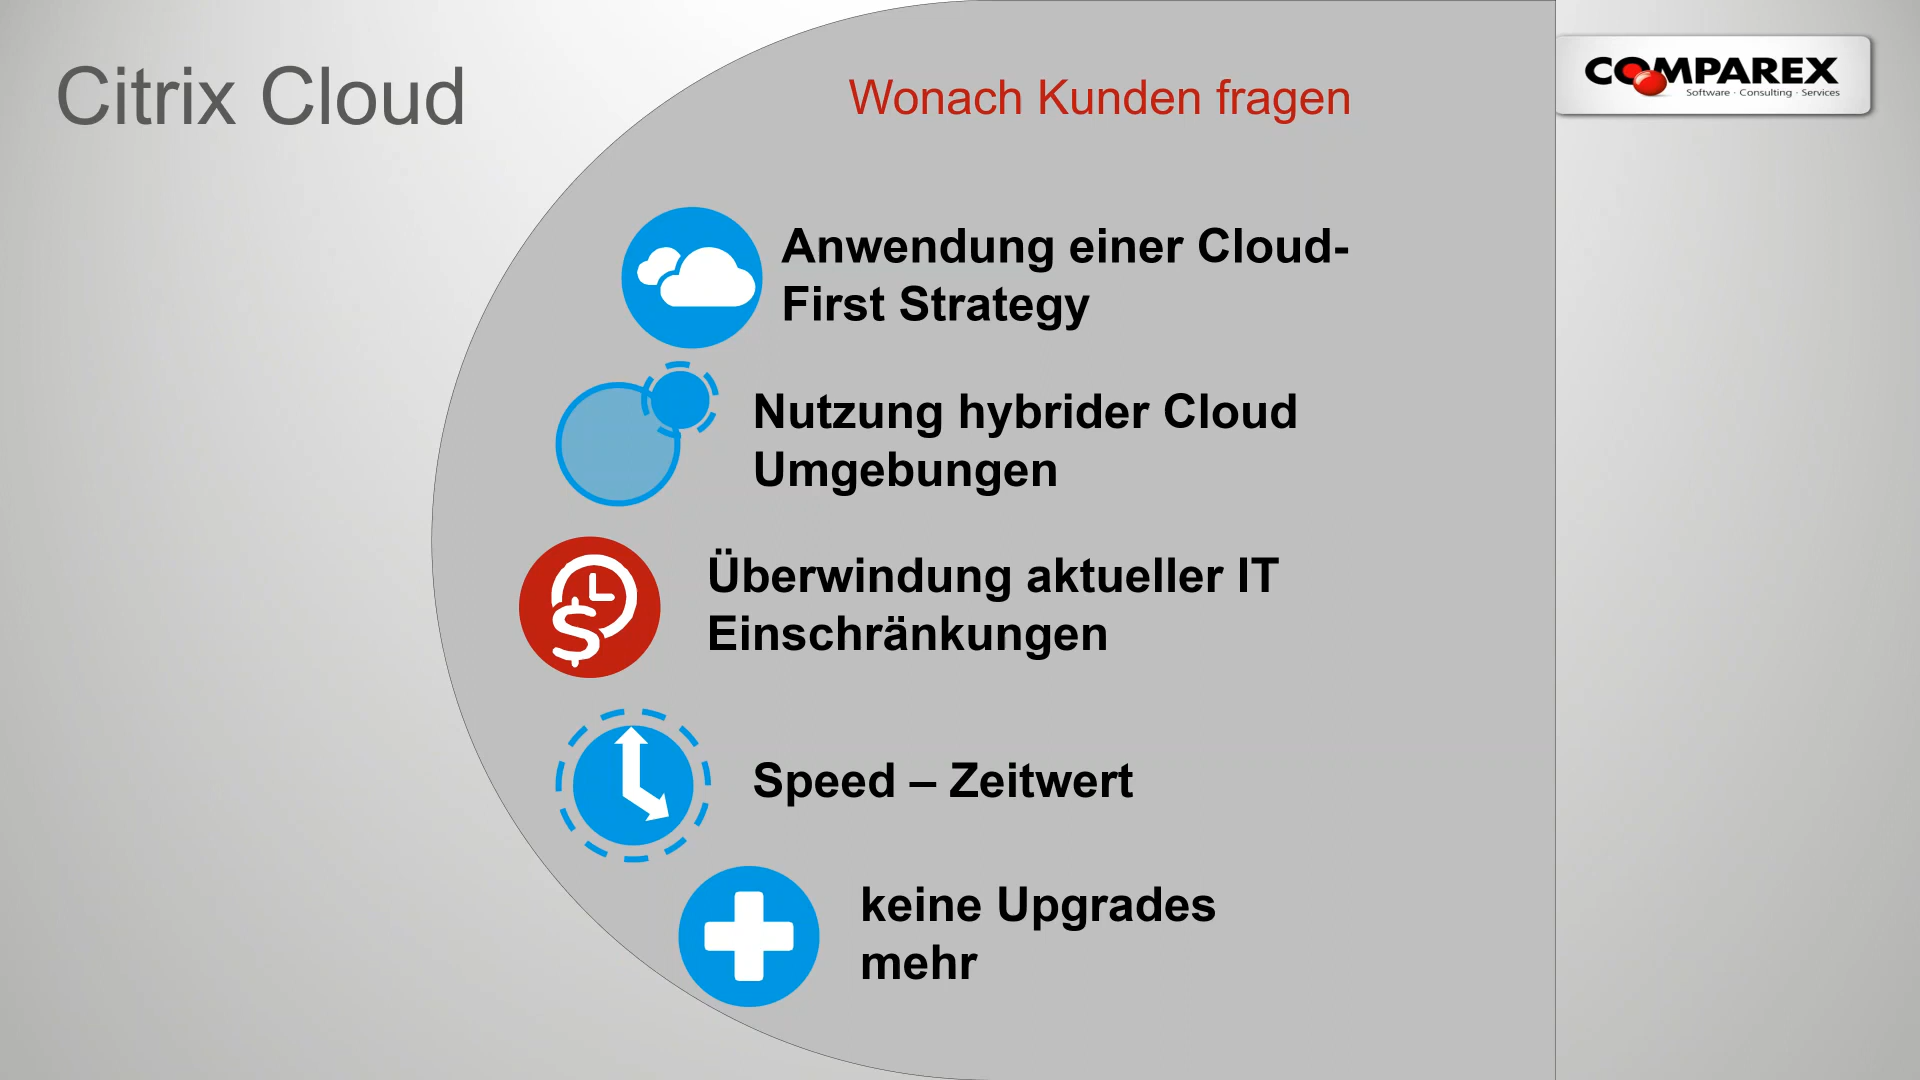 Citrix Cloud
Wonach Kunden fragen
COMPAREX
Software · Consulting · Services
Anwendung einer Cloud-
First Strategy
Nutzung hybrider Cloud
Umgebungen
Überwindung aktueller IT
Einschränkungen
Speed – Zeitwert
keine Upgrades
mehr